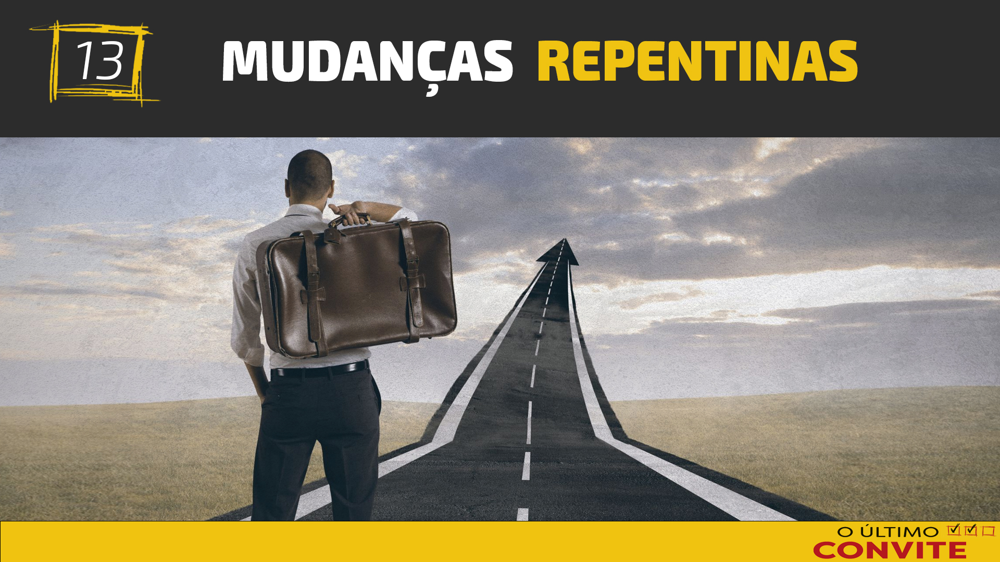 13
MUDANÇAS REPENTINAS
O ÚLTIMO
CONVITE